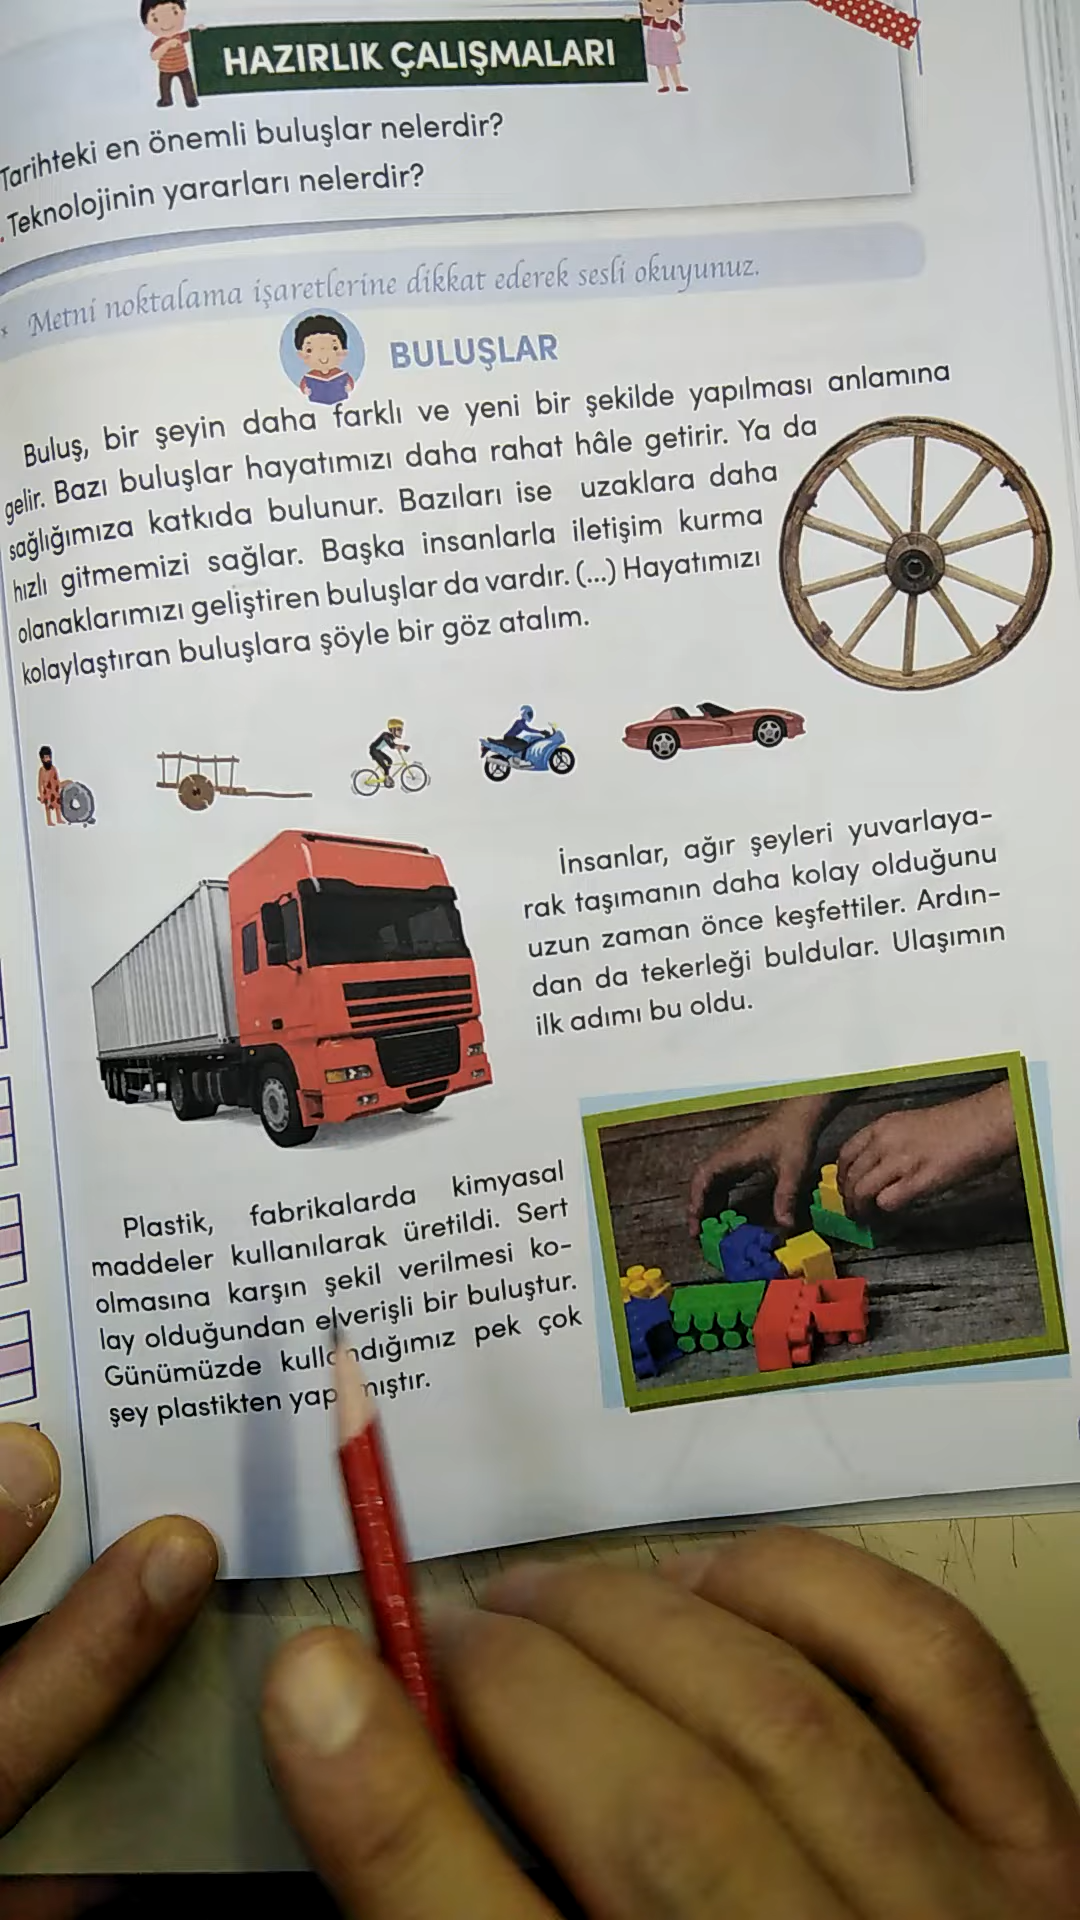 HAZIRLIK ÇALIŞMALARI
Tarihteki en önemli buluşlar nelerdir?
. Teknolojinin yararları nelerdir?
* Metni noktalama işaretlerine dikkat ederek sesli okuyunuz.
BULUŞLAR
Buluş, bir şeyin daha farklı ve yeni bir şekilde yapılması anlamına
gelir. Bazı buluşlar hayatımızı daha rahat hâle getirir. Ya da
sağlığımıza katkıda bulunur. Bazıları ise uzaklara daha
hızlı gitmemizi sağlar. Başka insanlarla iletişim kurma
olanaklarımızı geliştiren buluşlar da vardır. (...) Hayatımızı
kolaylaştıran buluşlara şöyle bir göz atalım.
İnsanlar, ağır şeyleri yuvarlaya-
rak taşımanın daha kolay olduğunu
uzun zaman önce keşfettiler. Ardın-
dan da tekerleği buldular. Ulaşımın
ilk adımı bu oldu.
Plastik, fabrikalarda kimyasal
maddeler kullanılarak üretildi. Sert
olmasına karşın şekil verilmesi ko-
lay olduğundan elverişli bir buluştur.
Günümüzde kullandığımız pek çok
şey plastikten yapılmıştır.